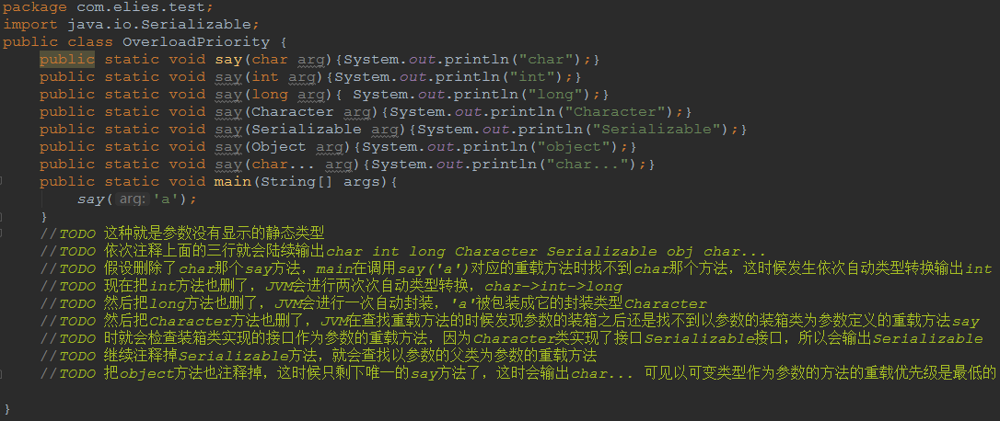 package com.elies.test;
import java.io.Serializable;
public class OverloadPriority {
public static void say(char arg){System.out.println("char");}
public static void say(int arg){System.out.println("int");}
public static void say(long arg){ System.out.println("long");}
public static void say(Character arg){System.out.println("Character");}
public static void say(Serializable arg){System.out.println("Serializable");}
public static void say(Object arg){System.out.println("object");}
public static void say(char... arg){System.out.println("char...");}
public static void main(String[] args){
say( arg: 'a');
}
//TODO 这种就是参数没有显示的静态类型
//TODO 依次注释上面的三行就会陆续输出char int long Character Serializable obj char...
//TODO 假设删除了char那个say方法，main在调用say('a')对应的重载方法时找不到char那个方法，这时候发生依次自动类型转换输出int
//TODO 现在把int方法也删了，JVM会进行两次次自动类型转换，char->int->long
//TODO 然后把long方法也删了，JVM会进行一次自动封装，'a'被包装成它的封装类型Character
//TODO 然后把Character方法也删了，JVM在查找重载方法的时候发现参数的装箱之后还是找不到以参数的装箱类为参数定义的重载方法say
//TODO 时就会检查装箱类实现的接口作为参数的重载方法，因为Character类实现了接口Serializable接口，所以会输出Serializable
//TODO 继续注释掉Serializable方法，就会查找以参数的父类为参数的重载方法
//TODO 把object方法也注释掉，这时候只剩下唯一的say方法了，这时会输出char... 可见以可变类型作为参数的方法的重载优先级是最低的
}